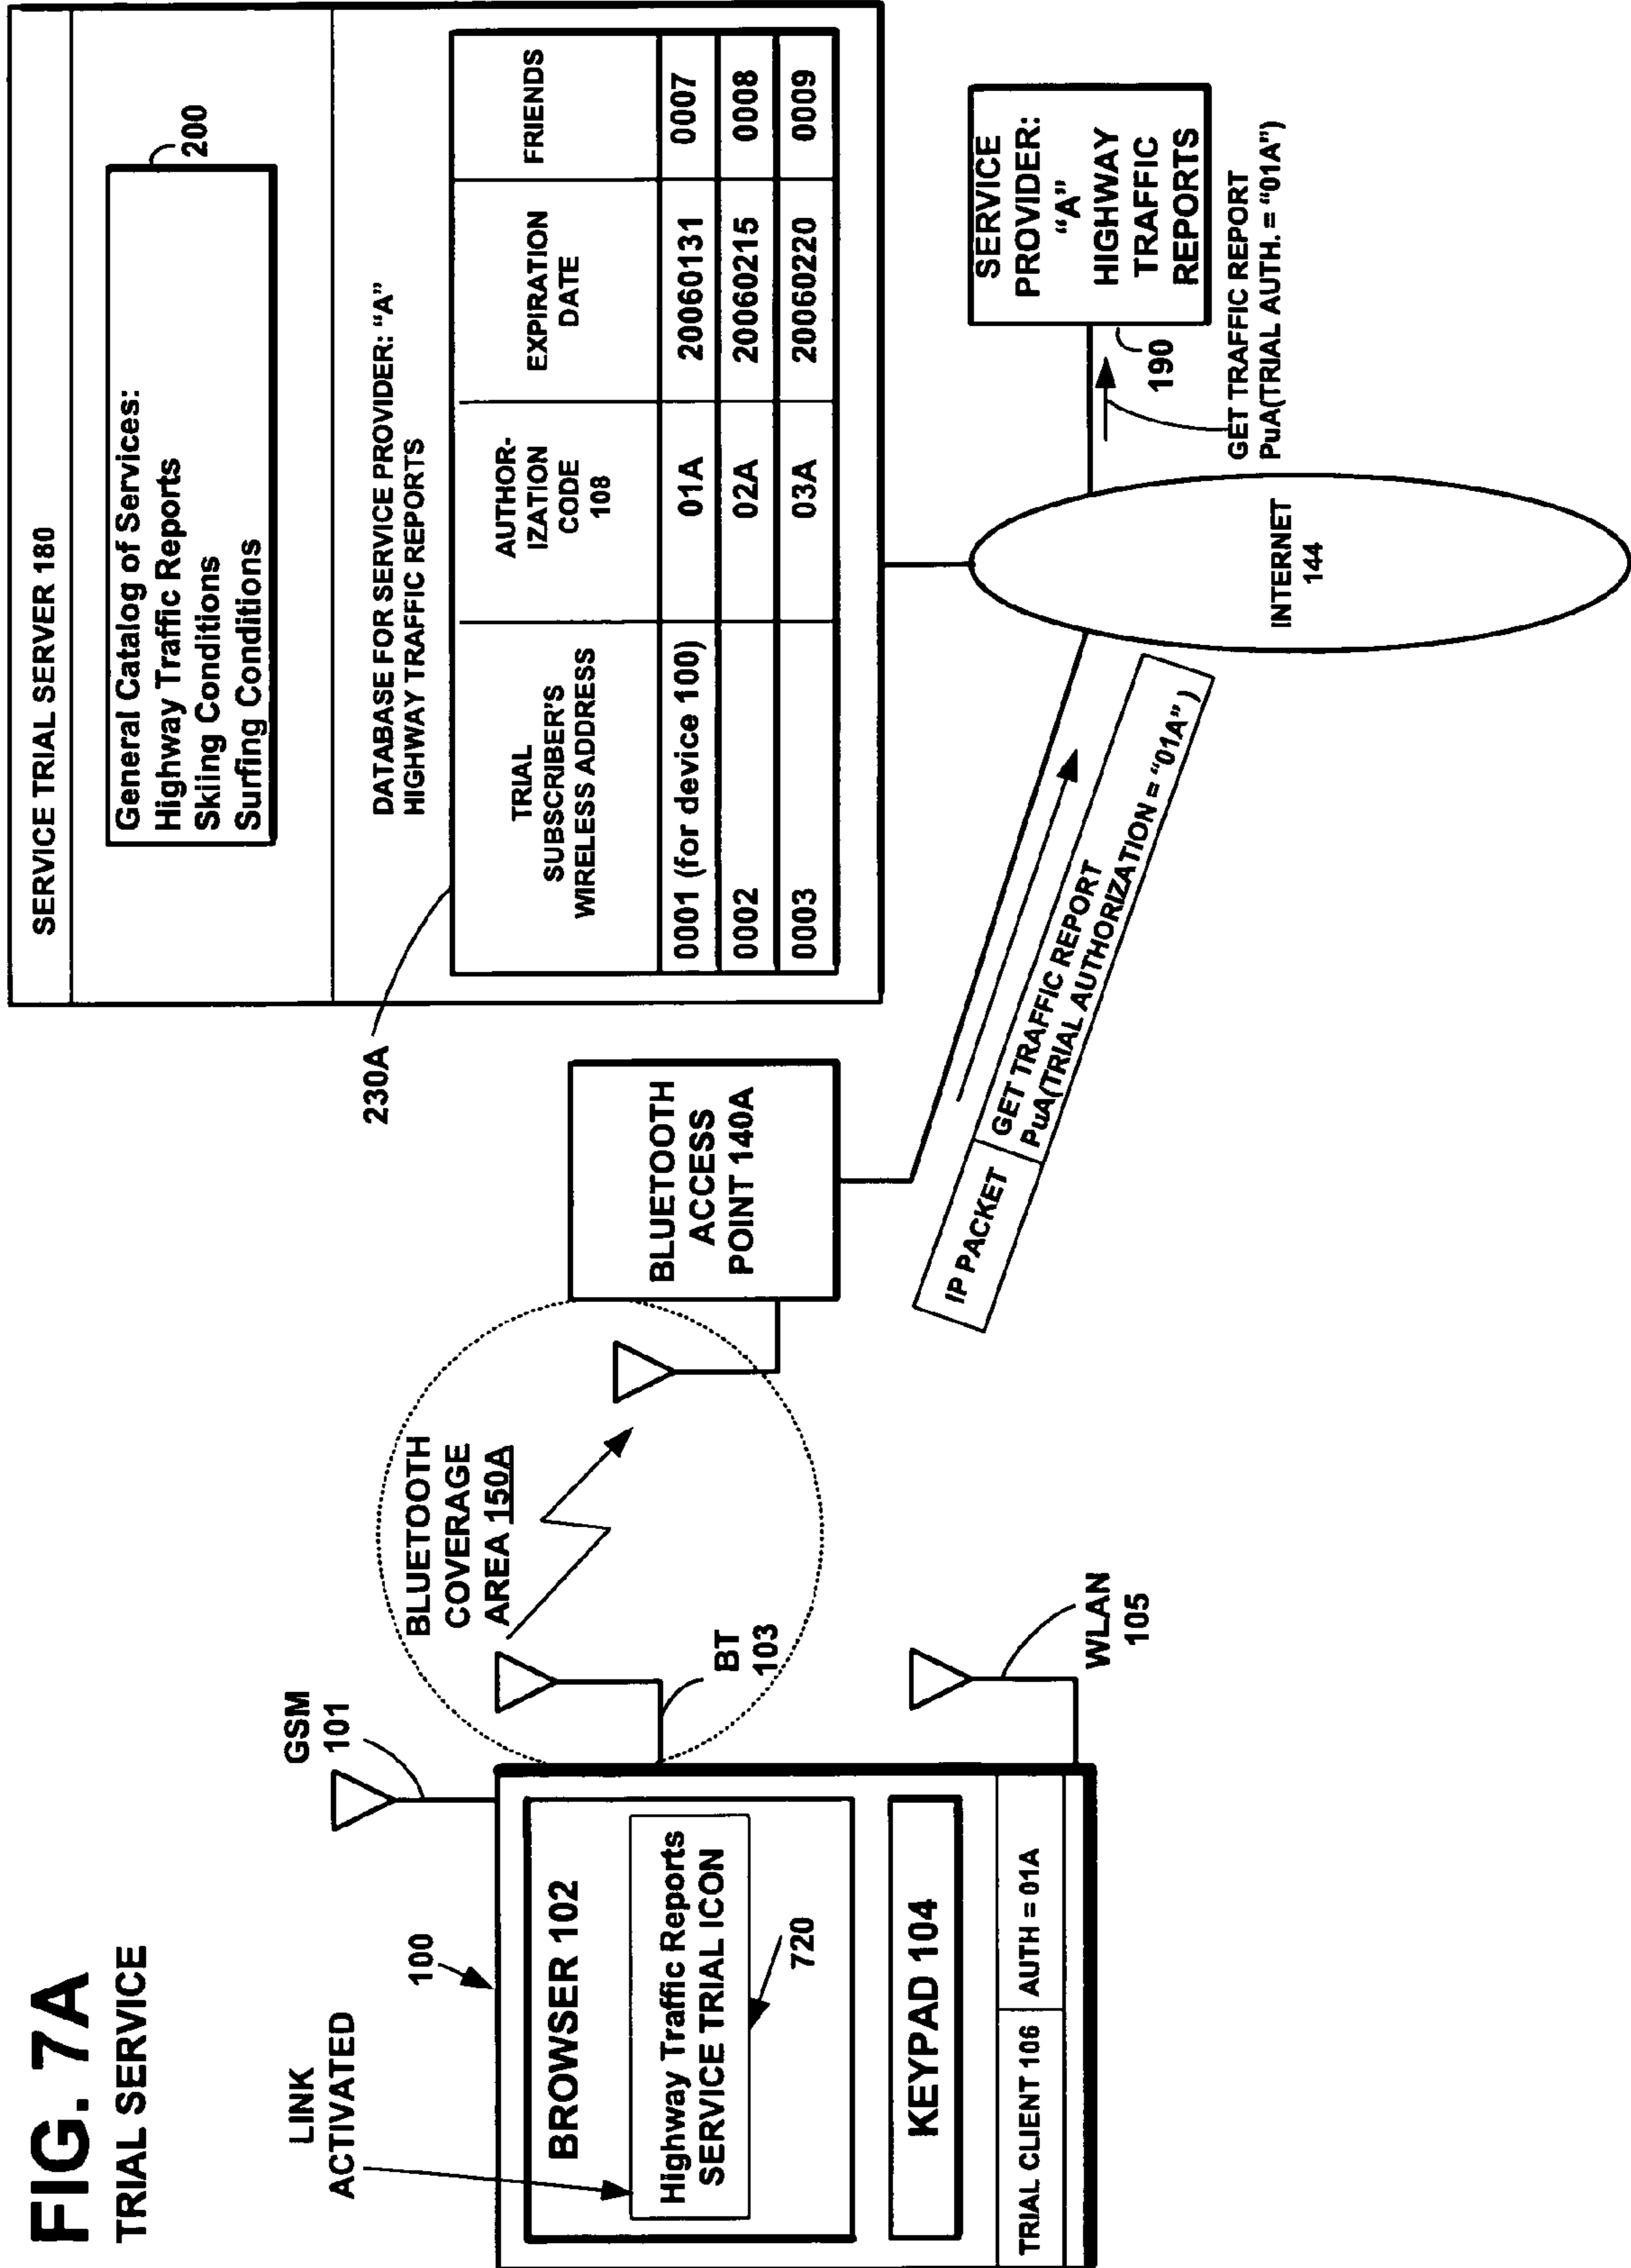 FIG. 7A
TRIAL SERVICE
LINK
ACTIVATED
100
GSM
101
BROWSER 102
Highway Traffic Reports
SERVICE TRIAL ICON
720
KEYPAD 104
TRIAL CLIENT 106
AUTH = 01A
BT
103
WLAN
105
BLUETOOTH
COVERAGE
AREA 150A
BLUETOOTH
ACCESS
POINT 140A
IP PACKET
GET TRAFFIC REPORT
PuA(TRIAL AUTHORIZATION = “01A” )
SERVICE TRIAL SERVER 180
General Catalog of Services:
Highway Traffic Reports
Skiing Conditions
Surfing Conditions
200
DATABASE FOR SERVICE PROVIDER: “A”
HIGHWAY TRAFFIC REPORTS
230A
TRIAL
SUBSCRIBER'S
WIRELESS ADDRESS
AUTHOR-
IZATION
CODE
108
EXPIRATION
DATE
FRIENDS
0001 (for device 100) 01A 20060131 0007
0002 02A 20060215 0008
0003 03A 20060220 0009
INTERNET
144
SERVICE
PROVIDER:
“A”
HIGHWAY
TRAFFIC
REPORTS
190
GET TRAFFIC REPORT
PuA(TRIAL AUTH. = “01A”)